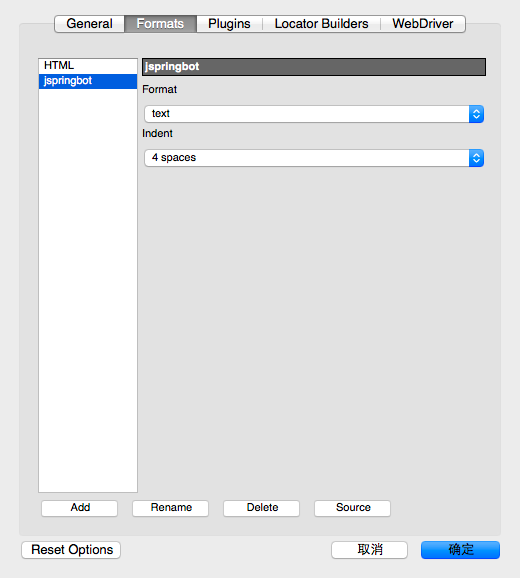 General Formats Plugins Locator Builders WebDriver
HTML
jspringbot
jspringbot
Format
text
Indent
4 spaces
Add Rename Delete Source
Reset Options 取消 确定